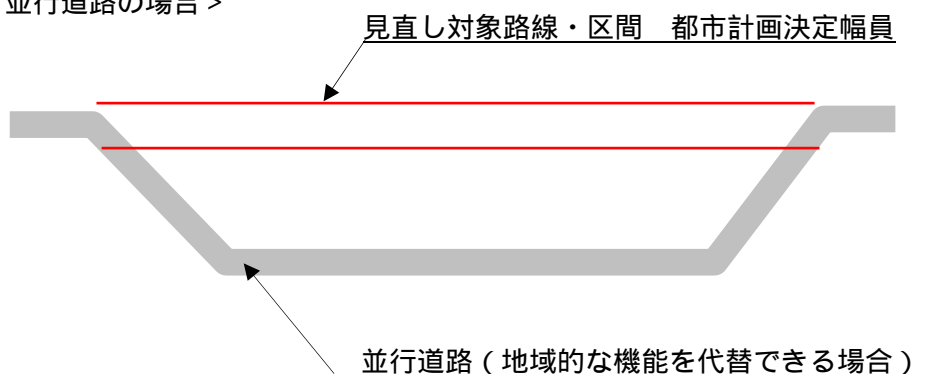 並行道路の場合>
見直し対象路線・区間　都市計画決定幅員
並行道路(地域的な機能を代替できる場合)